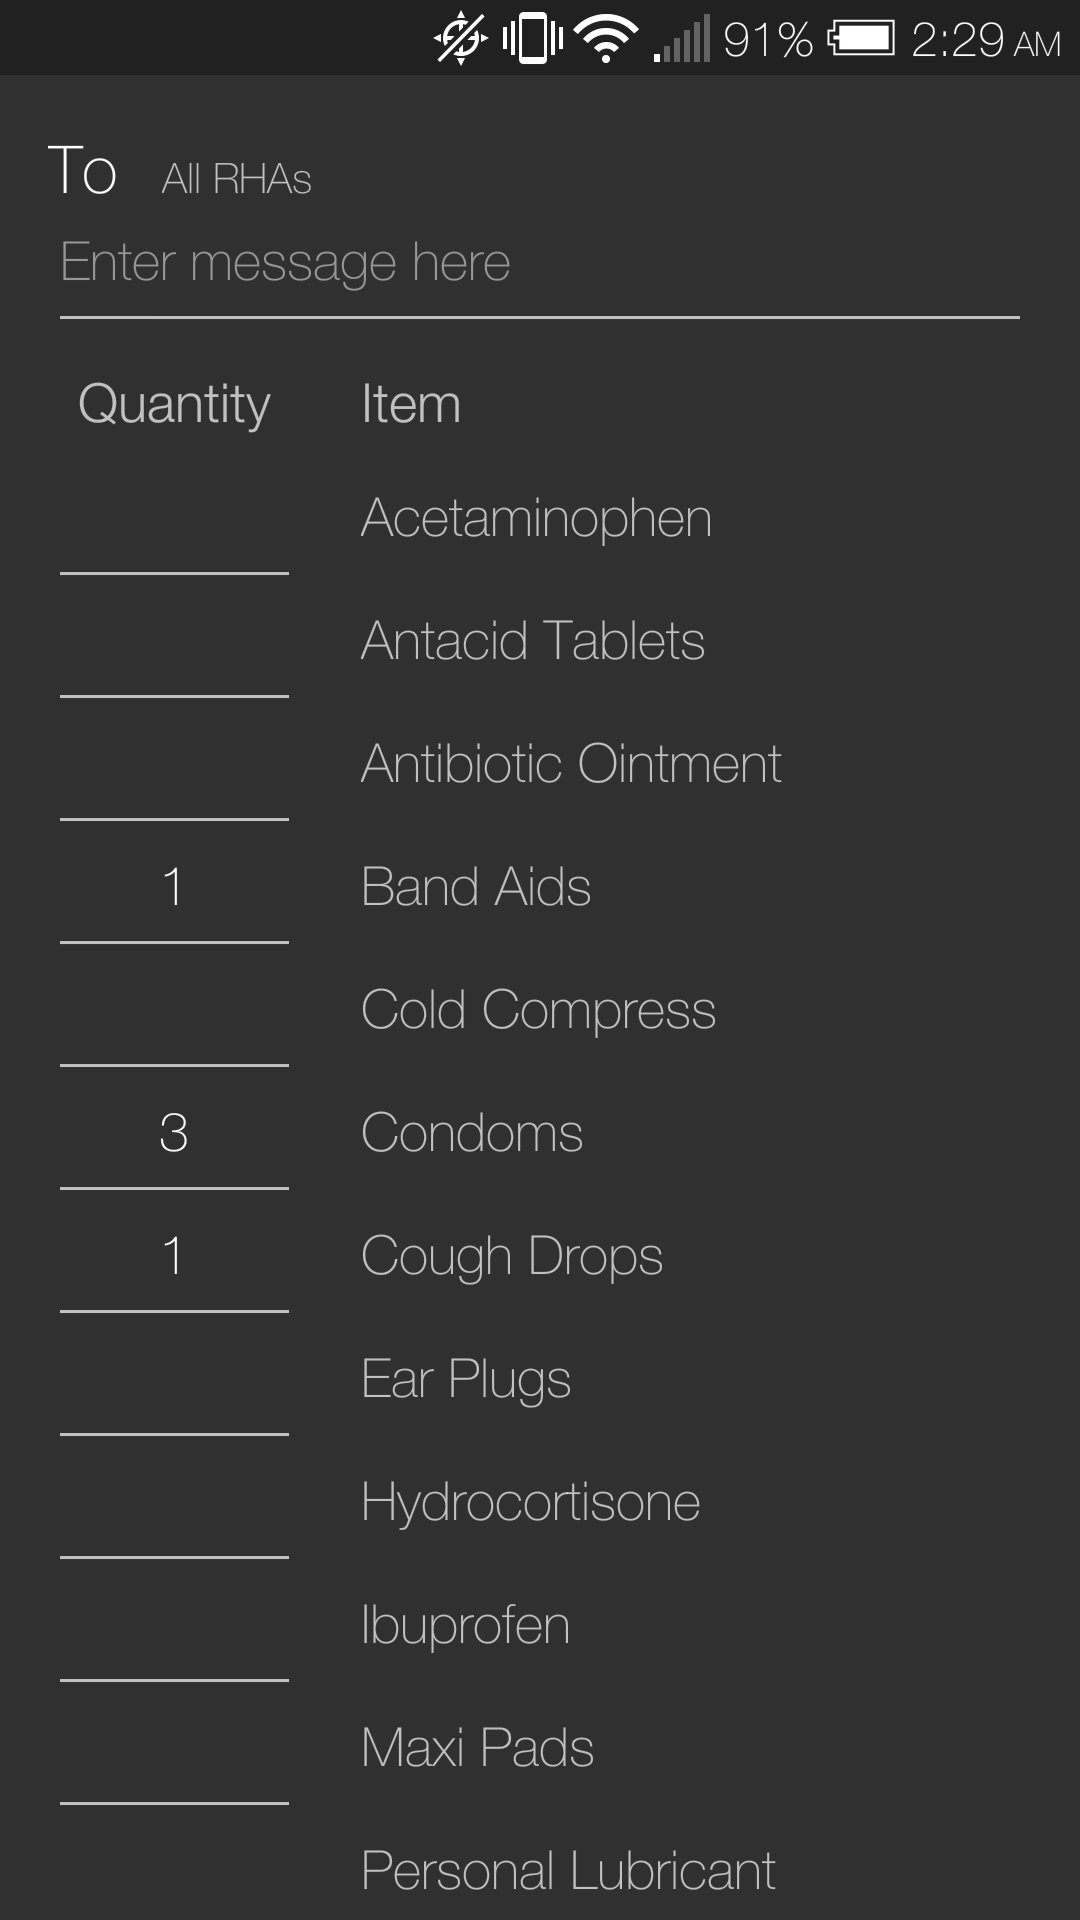 91% 2:29 AM
To All RHAs
Enter message here
Quantity Item
Acetaminophen
Antacid Tablets
Antibiotic Ointment
1 Band Aids
Cold Compress
3 Condoms
1 Cough Drops
Ear Plugs
Hydrocortisone
Ibuprofen
Maxi Pads
Personal Lubricant